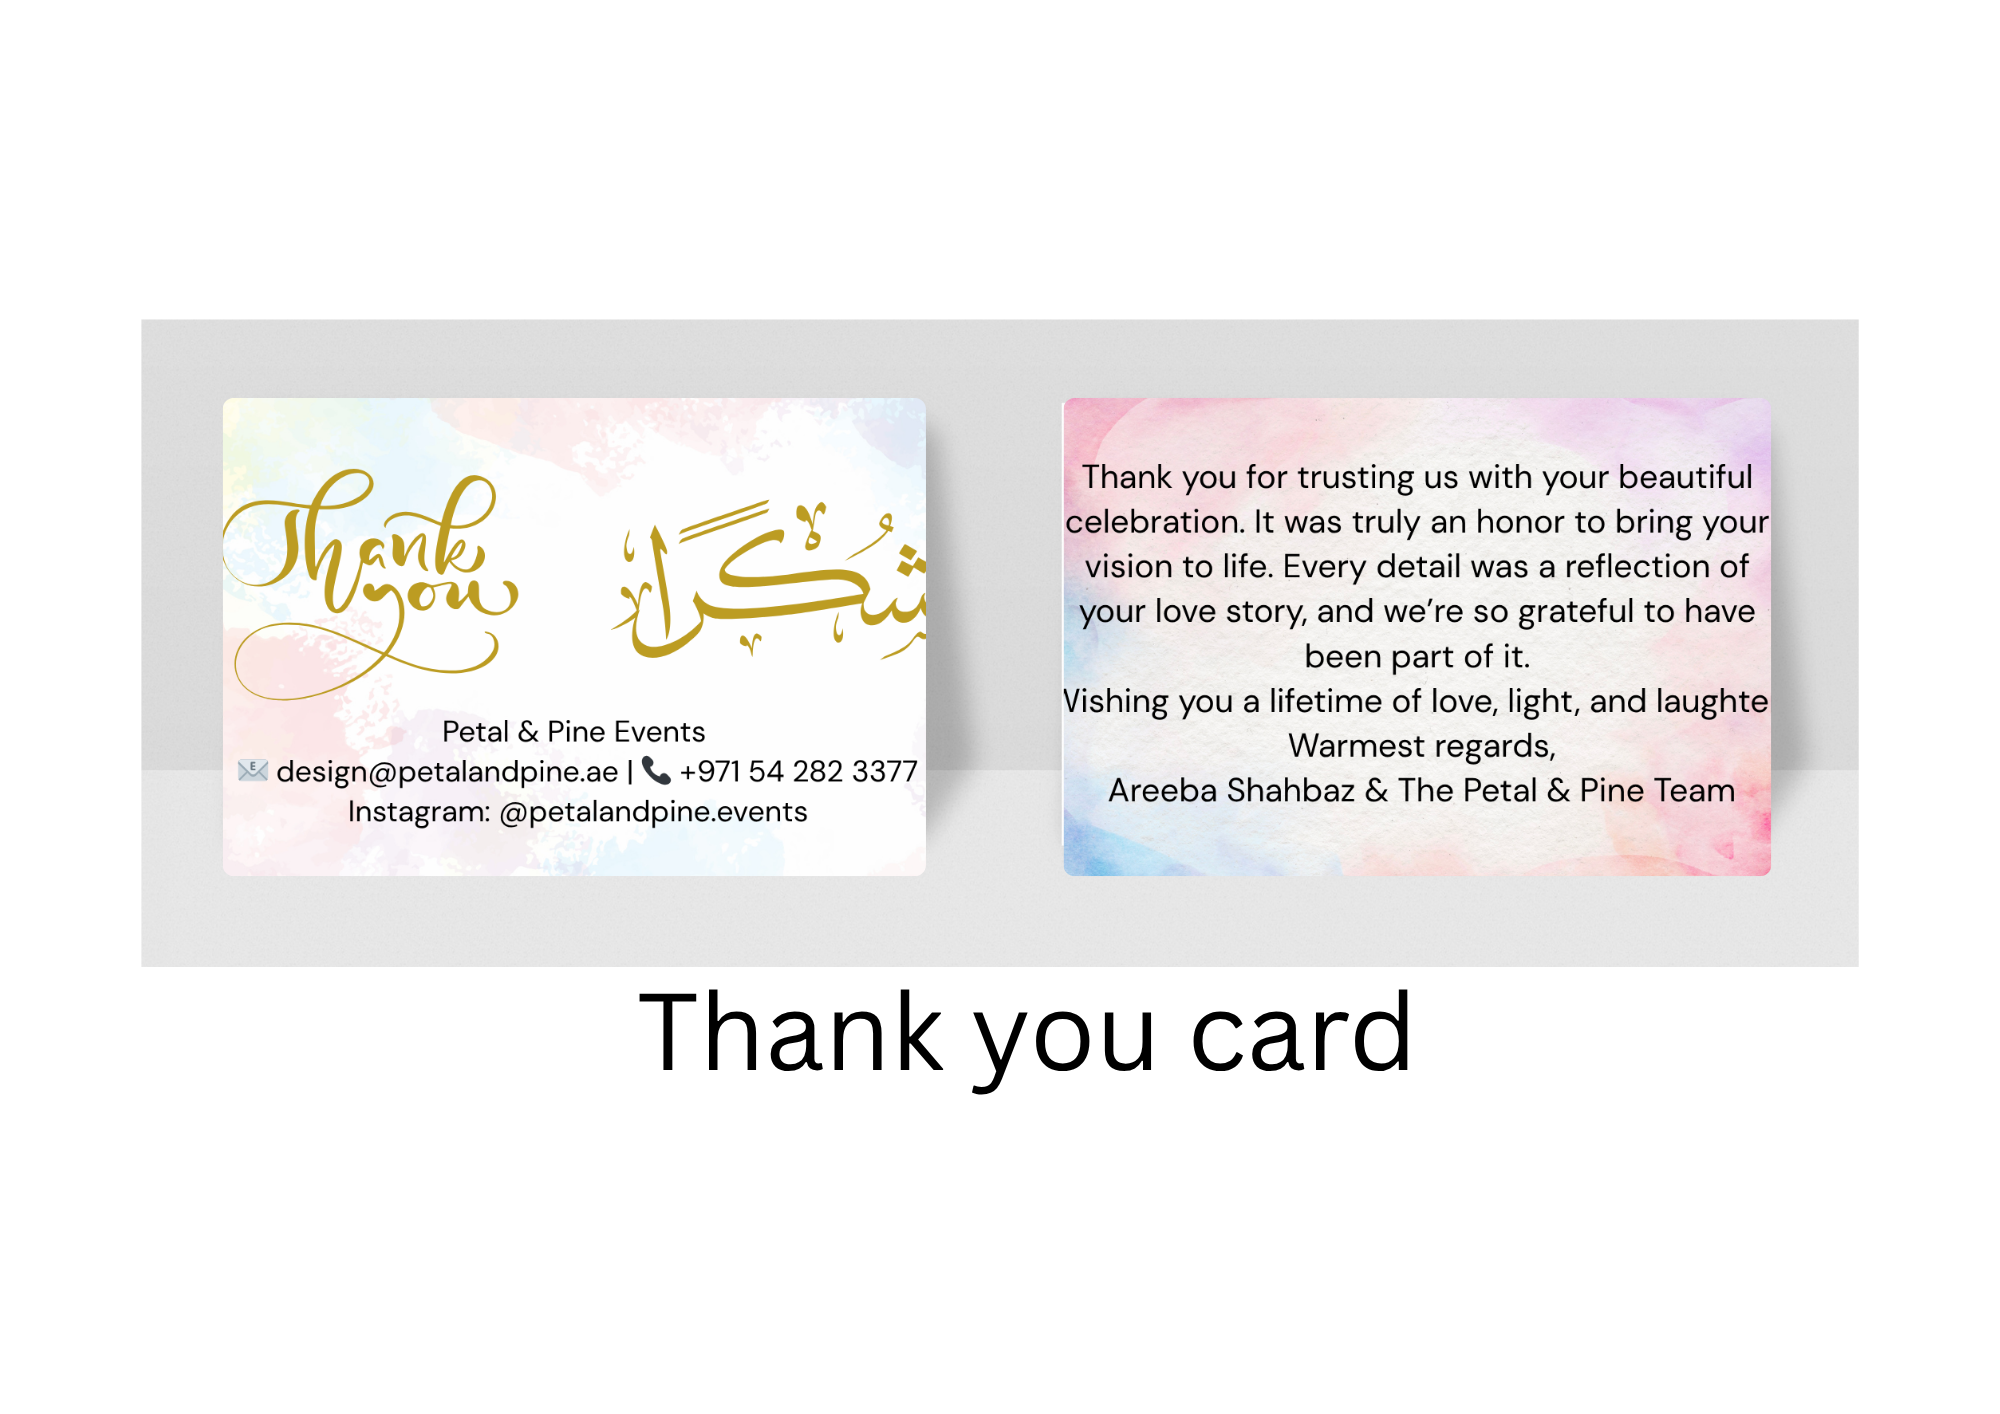 Thank
you
شُكْرًا
Petal & Pine Events
design@petalandpine.ae | +971 54 282 3377
Instagram: @petalandpine.events
Thank you for trusting us with your beautiful
celebration. It was truly an honor to bring your
vision to life. Every detail was a reflection of
your love story, and we’re so grateful to have
been part of it.
Wishing you a lifetime of love, light, and laughte
Warmest regards,
Areeba Shahbaz & The Petal & Pine Team
Thank you card